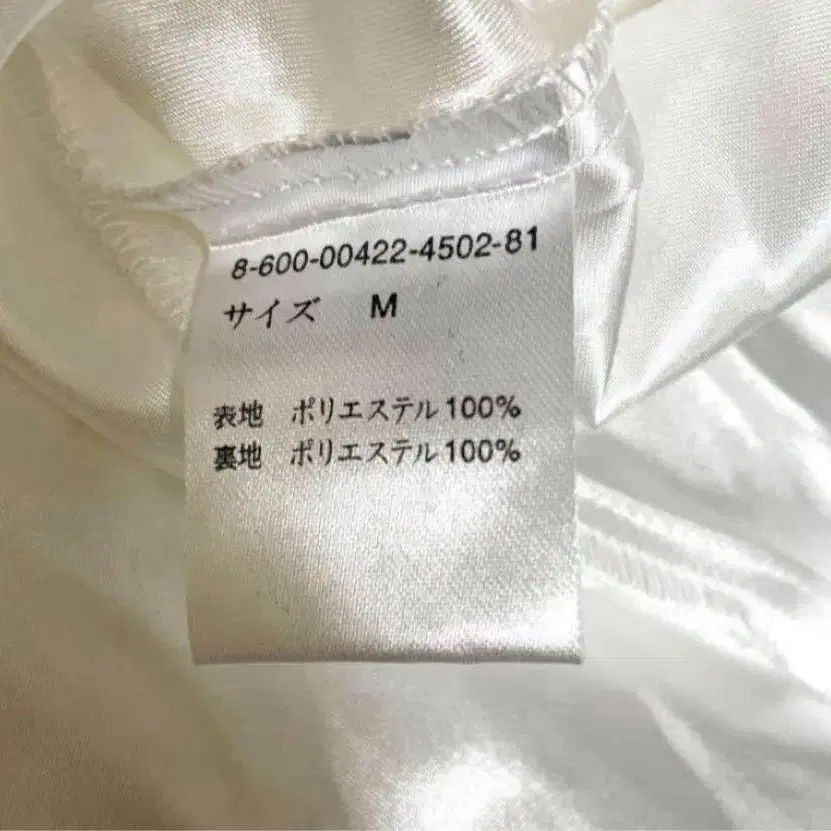 8-600-00422-4502-81
サイズ M
表地 ポリエステル100%
裏地 ポリエステル100%